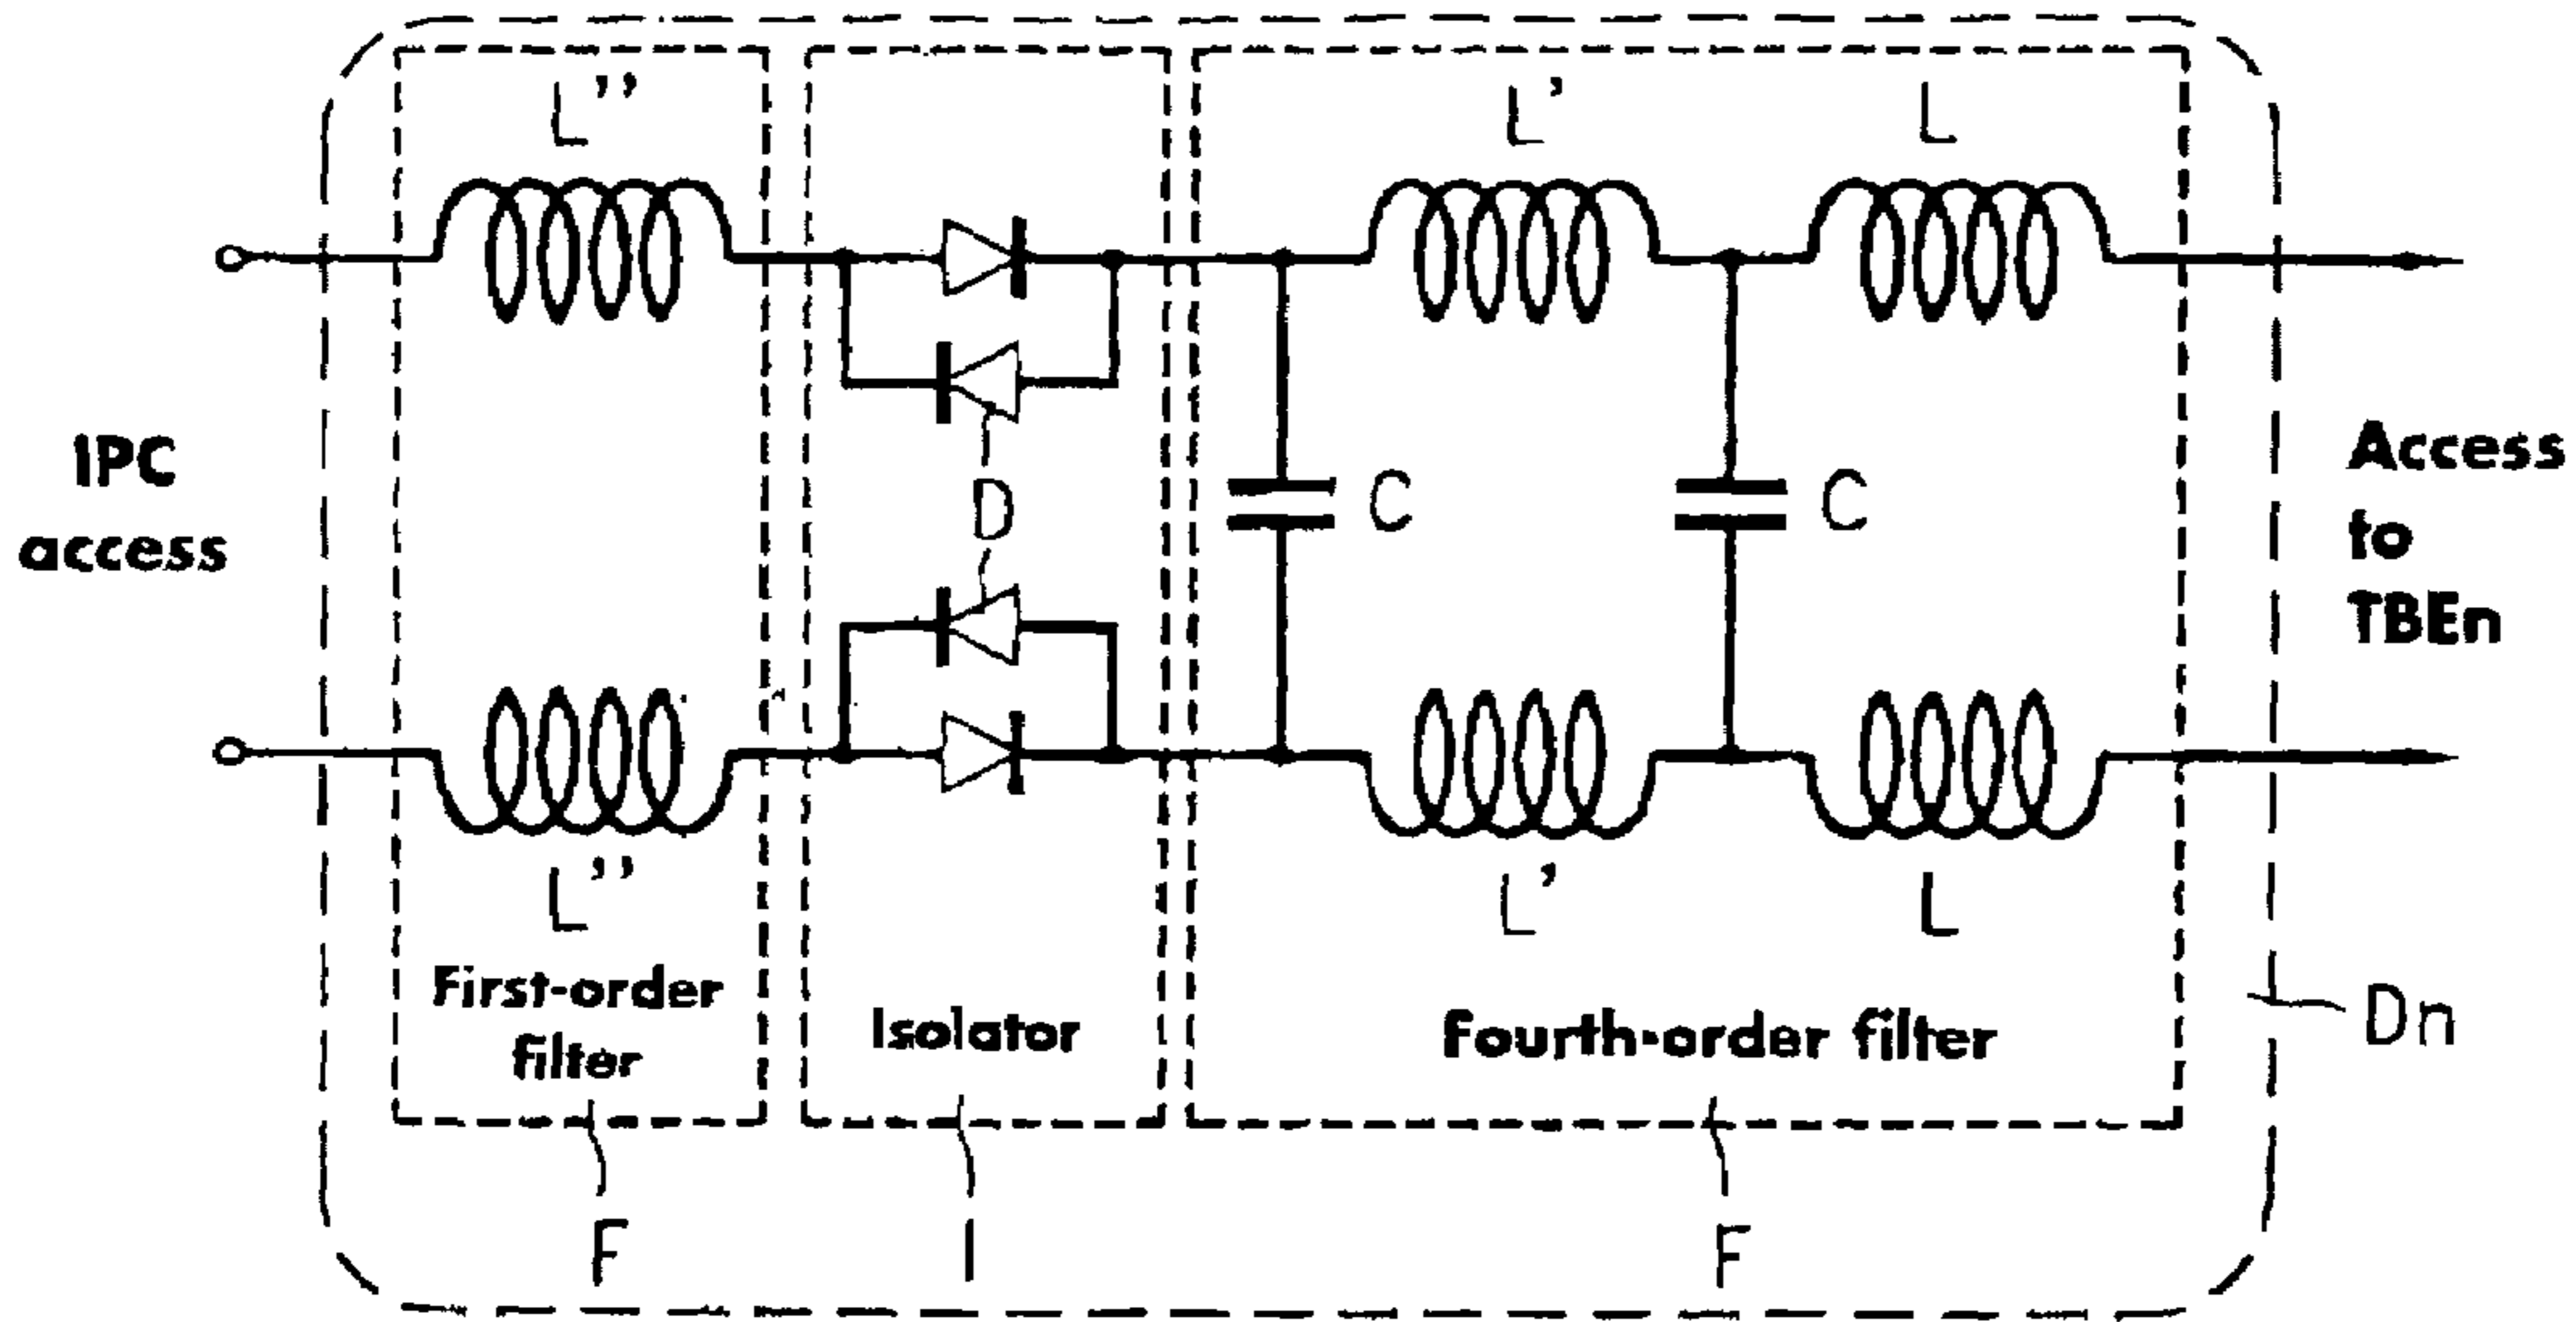 L'' L' L
IPC
access
D
C C
Access
to
TBEn
L'' L' L
First-order
filter
Isolator
Fourth-order filter
Dn
F I F